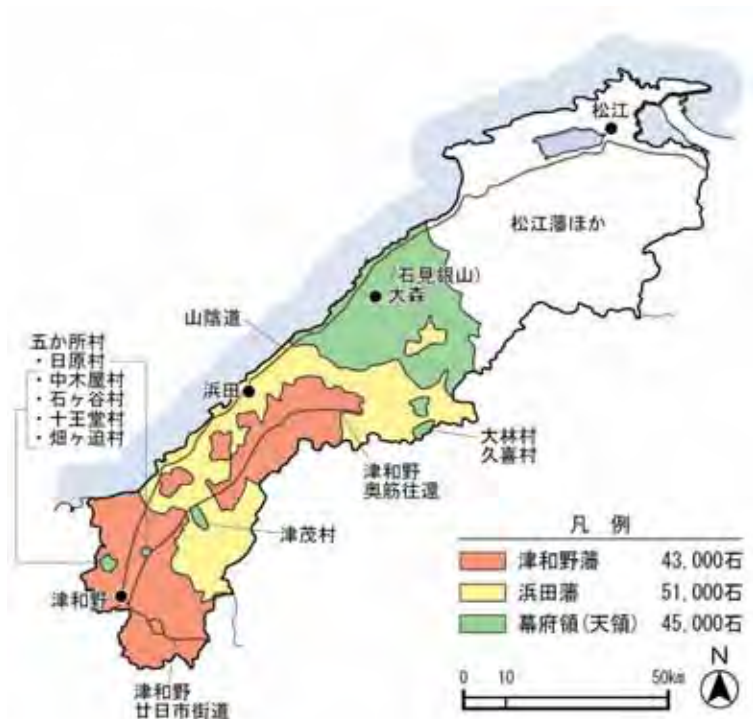 松江
松江藩ほか
(石見銀山)
大森
山陰道
五か所村
・日原村
・中木屋村
・石ヶ谷村
・十王堂村
・畑ヶ迫村
浜田
大林村
久喜村
津和野
奥筋往還
津茂村
津和野
津和野
廿日市街道
凡 例
津和野藩 43,000石
浜田藩 51,000石
幕府領(天領) 45,000石
0 10 50km
N